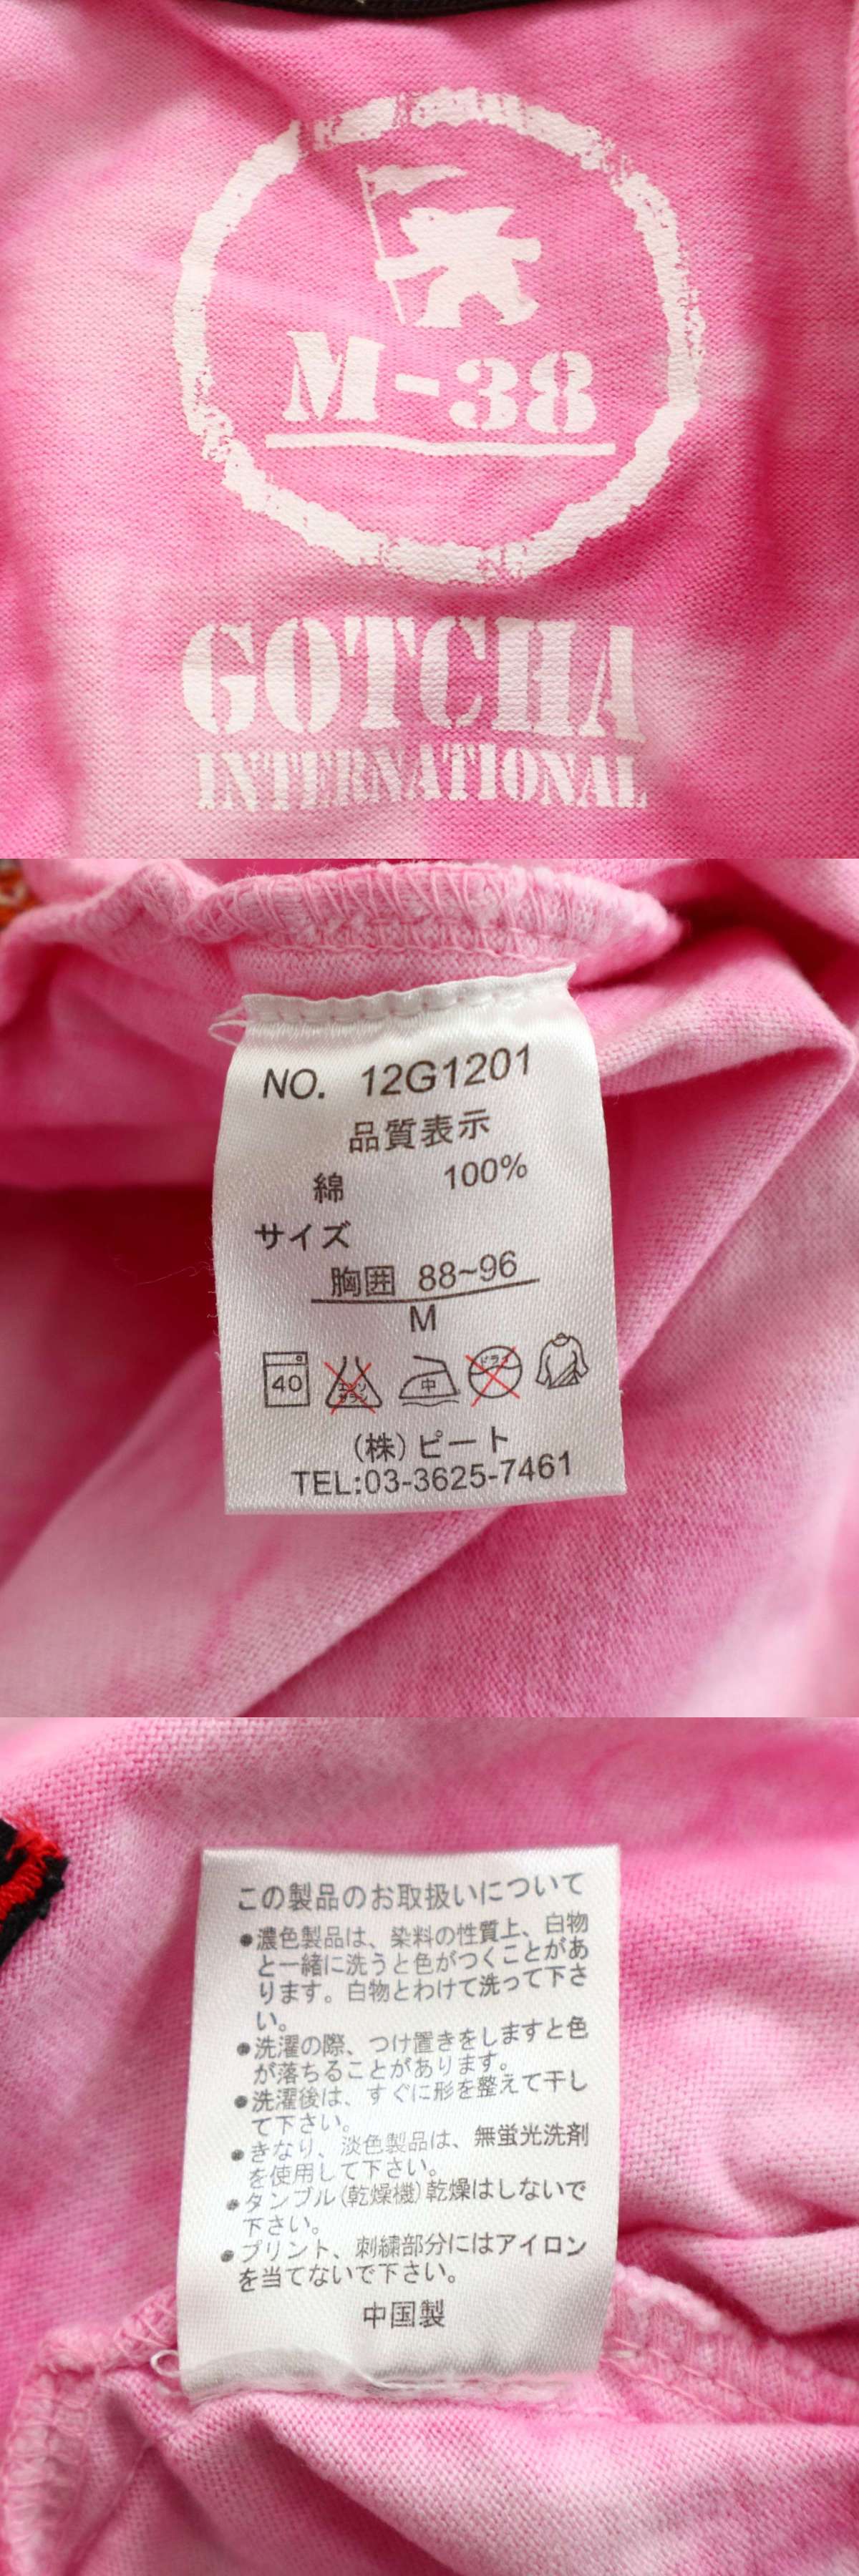 M-38
GOTCHA
INTERNATIONAL
NO. 12G1201
品質表示
綿 100%
サイズ
胸囲 88~96
M
40
エンソ
サラシ
中
ドライ
(株)ピート
TEL:03-3625-7461
この製品のお取扱いについて
●濃色製品は、染料の性質上、白物
と一緒に洗うと色がつくことがあ
ります。白物とわけて洗って下さ
い。
●洗濯の際、つけ置きをしますと色
が落ちることがあります。
●洗濯後は、すぐに形を整えて干し
て下さい。
●きなり、淡色製品は、無蛍光洗剤
を使用して下さい。
●タンブル(乾燥機)乾燥はしないで
下さい。
●プリント、刺繍部分にはアイロン
を当てないで下さい。
中国製